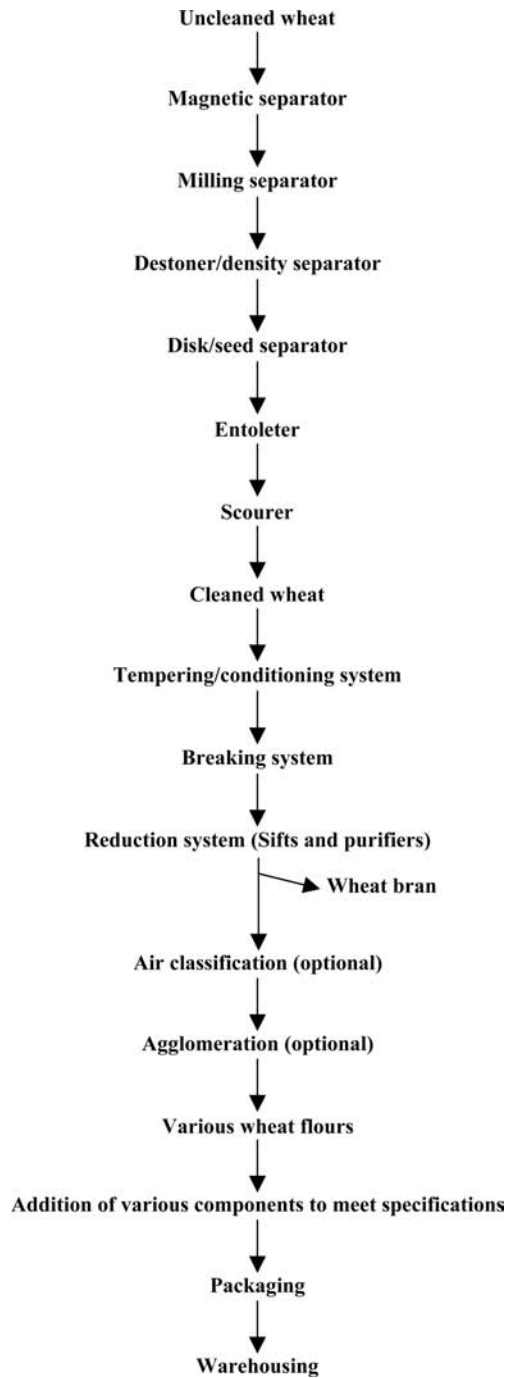 Uncleaned wheat
Magnetic separator
Milling separator
Destoner/density separator
Disk/seed separator
Entoleter
Scourer
Cleaned wheat
Tempering/conditioning system
Breaking system
Reduction system (Sifts and purifiers)
Wheat bran
Air classification (optional)
Agglomeration (optional)
Various wheat flours
Addition of various components to meet specifications
Packaging
Warehousing